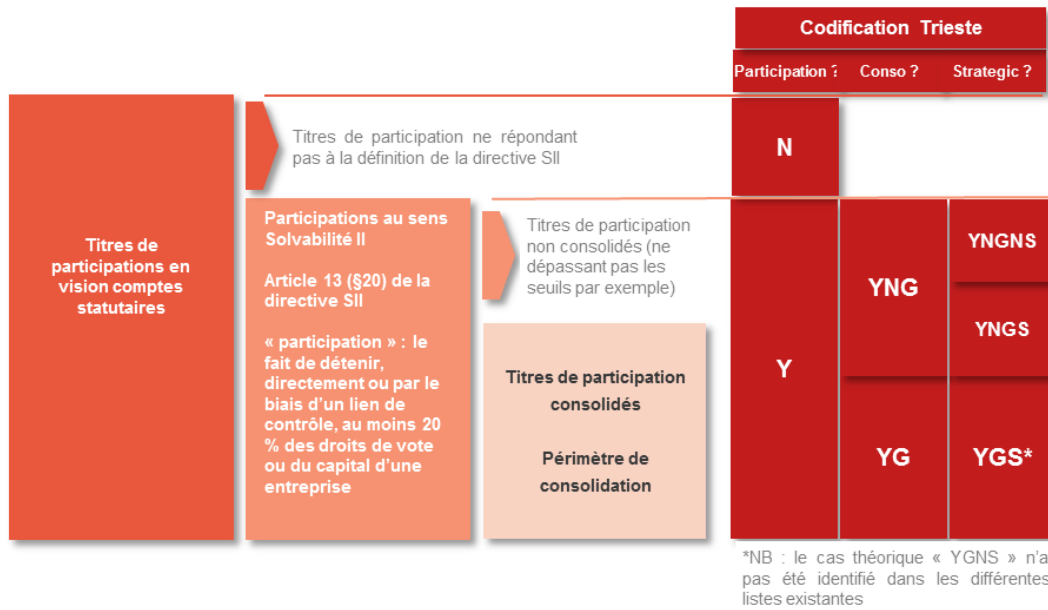 Codification Trieste
Participation ?
Conso ?
Strategic ?
Titres de participation ne répondant
pas à la définition de la directive SII
N
Titres de
participations en
vision comptes
statutaires
Participations au sens
Solvabilité II
Article 13 (§20) de la
directive SII
« participation » : le
fait de détenir,
directement ou par le
biais d'un lien de
contrôle, au moins 20
% des droits de vote
ou du capital d'une
entreprise
Titres de participation
non consolidés (ne
dépassant pas les
seuils par exemple)
Titres de participation
consolidés
Périmètre de
consolidation
Y
YNG
YG
YNGNS
YNGS
YGS*
*NB : le cas théorique « YGNS » n'a
pas été identifié dans les différentes
listes existantes